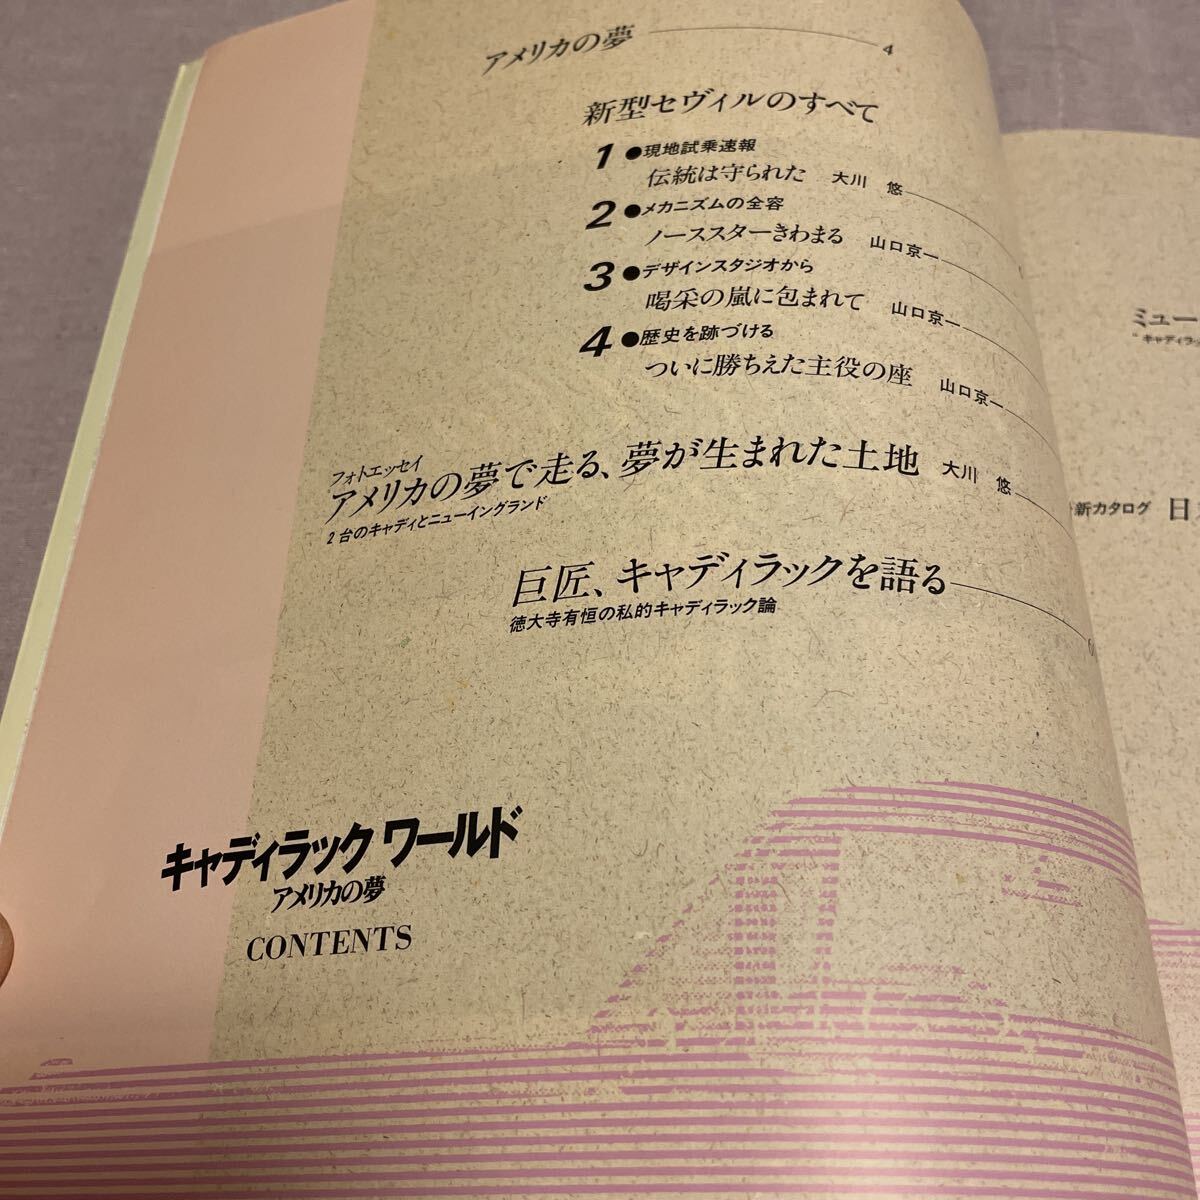 アメリカの夢 4
新型セヴィルのすべて
1 ●現地試乗速報
伝統は守られた 大川 悠
2 ●メカニズムの全容
ノーススターきわまる 山口京一
3 ●デザインスタジオから
喝采の嵐に包まれて 山口京一
4 ●歴史を跡づける
ついに勝ちえた主役の座 山口京一
フォトエッセイ
アメリカの夢で走る、夢が生まれた土地 大川 悠
2台のキャディとニューイングランド
巨匠、キャディラックを語る
徳大寺有恒の私的キャディラック論
キャディラック ワールド
アメリカの夢
CONTENTS
ミュー
キャディラッ
新カタログ 日